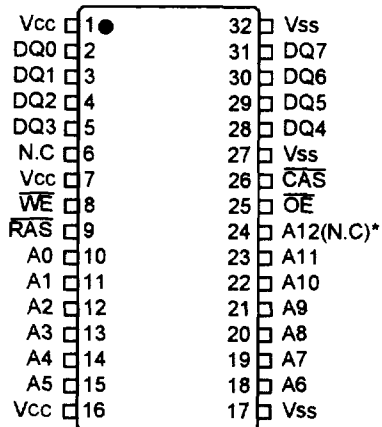 Vcc 1 32 Vss
DQ0 2 31 DQ7
DQ1 3 30 DQ6
DQ2 4 29 DQ5
DQ3 5 28 DQ4
N.C 6 27 Vss
Vcc 7 26 CAS
WE 8 25 OE
RAS 9 24 A12(N.C)*
A0 10 23 A11
A1 11 22 A10
A2 12 21 A9
A3 13 20 A8
A4 14 19 A7
A5 15 18 A6
Vcc 16 17 Vss